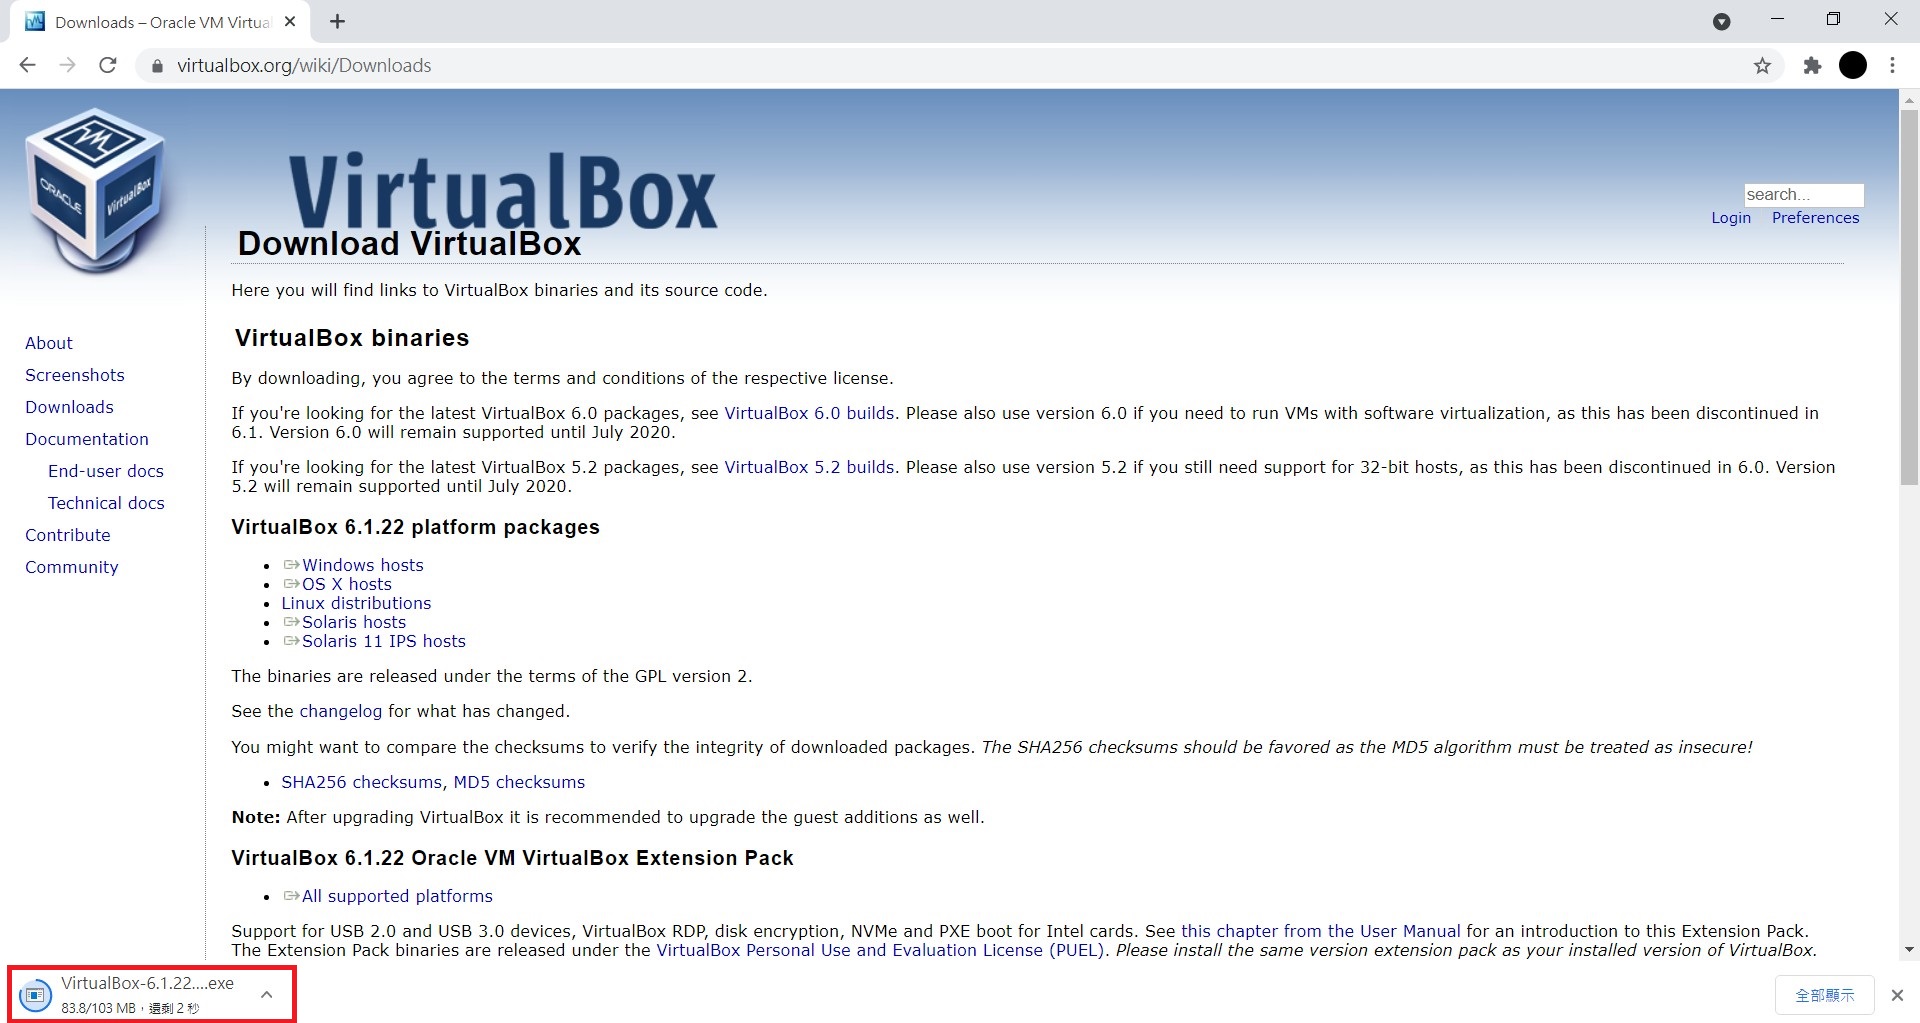 Downloads – Oracle VM Virtua
virtualbox.org/wiki/Downloads
ORACLE
VirtualBox
VirtualBox
search...
Login Preferences
Download VirtualBox
Here you will find links to VirtualBox binaries and its source code.
About
Screenshots
Downloads
Documentation
End-user docs
Technical docs
Contribute
Community
VirtualBox binaries
By downloading, you agree to the terms and conditions of the respective license.
If you're looking for the latest VirtualBox 6.0 packages, see VirtualBox 6.0 builds. Please also use version 6.0 if you need to run VMs with software virtualization, as this has been discontinued in
6.1. Version 6.0 will remain supported until July 2020.
If you're looking for the latest VirtualBox 5.2 packages, see VirtualBox 5.2 builds. Please also use version 5.2 if you still need support for 32-bit hosts, as this has been discontinued in 6.0. Version
5.2 will remain supported until July 2020.
VirtualBox 6.1.22 platform packages
Windows hosts
OS X hosts
Linux distributions
Solaris hosts
Solaris 11 IPS hosts
The binaries are released under the terms of the GPL version 2.
See the changelog for what has changed.
You might want to compare the checksums to verify the integrity of downloaded packages. The SHA256 checksums should be favored as the MD5 algorithm must be treated as insecure!
SHA256 checksums, MD5 checksums
Note: After upgrading VirtualBox it is recommended to upgrade the guest additions as well.
VirtualBox 6.1.22 Oracle VM VirtualBox Extension Pack
All supported platforms
Support for USB 2.0 and USB 3.0 devices, VirtualBox RDP, disk encryption, NVMe and PXE boot for Intel cards. See this chapter from the User Manual for an introduction to this Extension Pack.
The Extension Pack binaries are released under the VirtualBox Personal Use and Evaluation License (PUEL). Please install the same version extension pack as your installed version of VirtualBox.
VirtualBox-6.1.22....exe
83.8/103 MB，還剩 2 秒
全部顯示